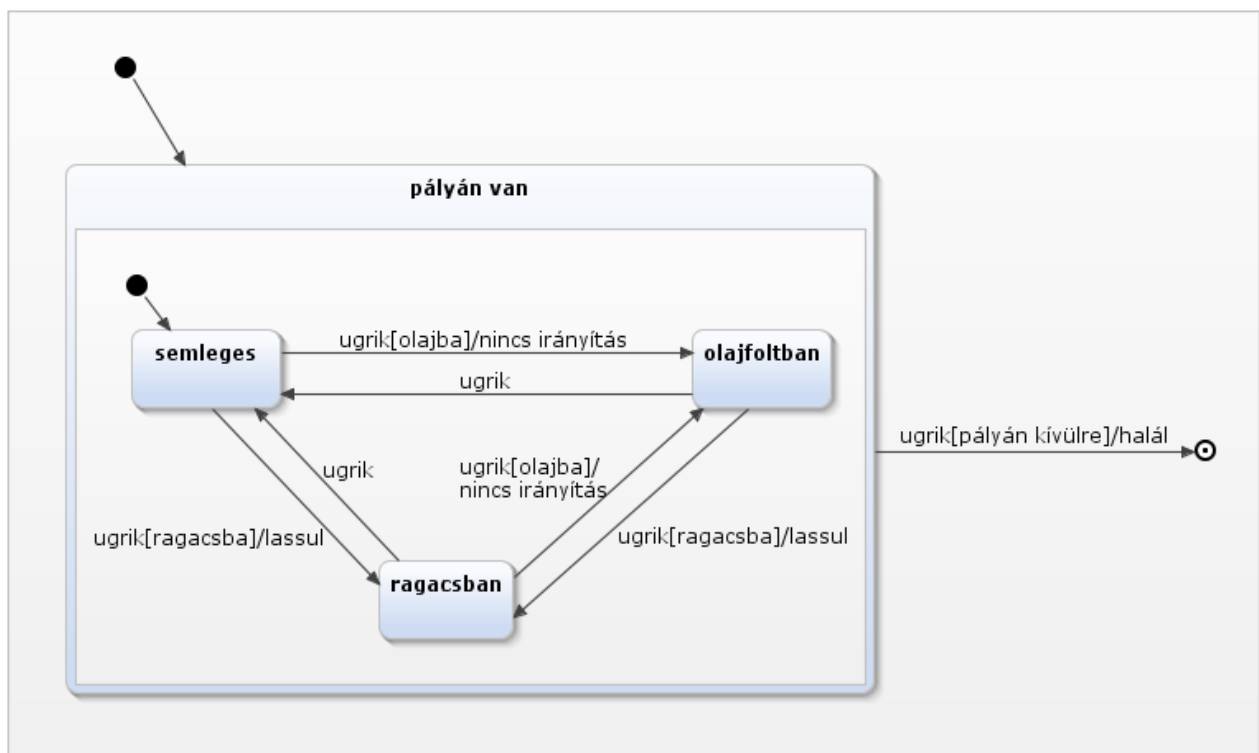 pályán van
semleges
ugrik[olajba]/nincs irányítás
olajfoltban
ugrik
ugrik[pályán kívülre]/halál
ugrik
ugrik[olajba]/
nincs irányítás
ugrik[ragacsba]/lassul
ugrik[ragacsba]/lassul
ragacsban